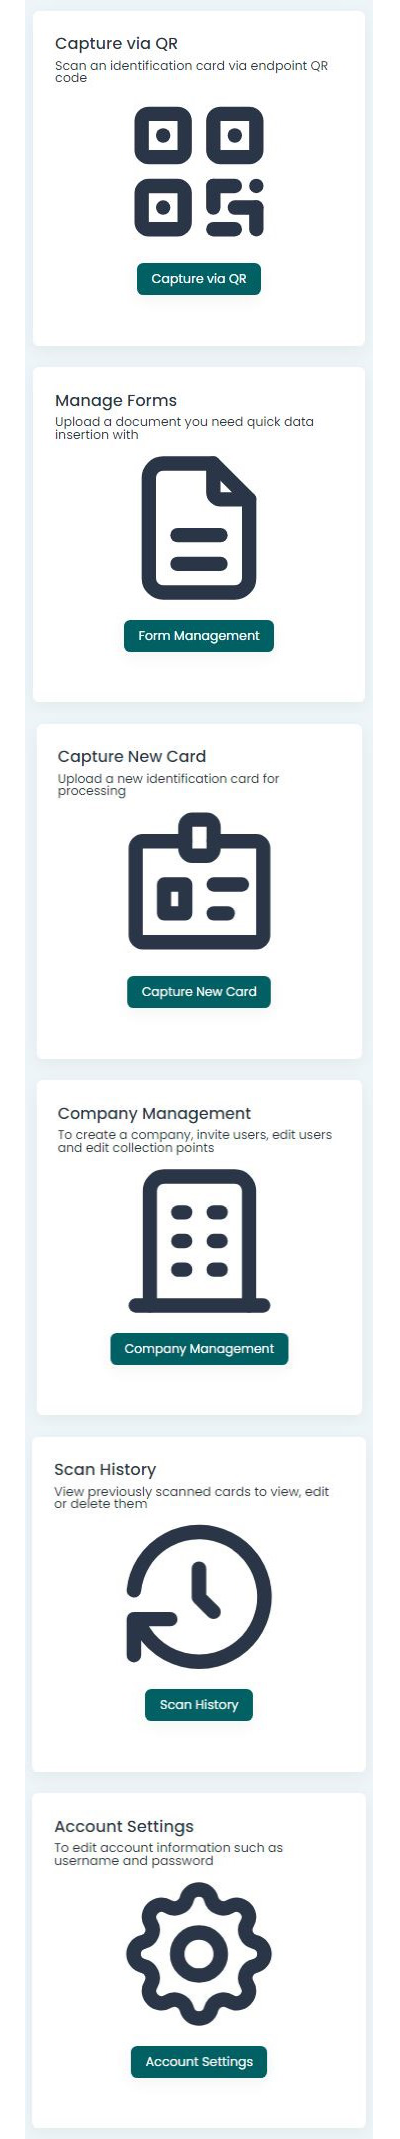 Capture via QR
Scan an identification card via endpoint QR
code
Capture via QR
Manage Forms
Upload a document you need quick data
insertion with
Form Management
Capture New Card
Upload a new identification card for
processing
Capture New Card
Company Management
To create a company, invite users, edit users
and edit collection points
Company Management
Scan History
View previously scanned cards to view, edit
or delete them
Scan History
Account Settings
To edit account information such as
username and password
Account Settings